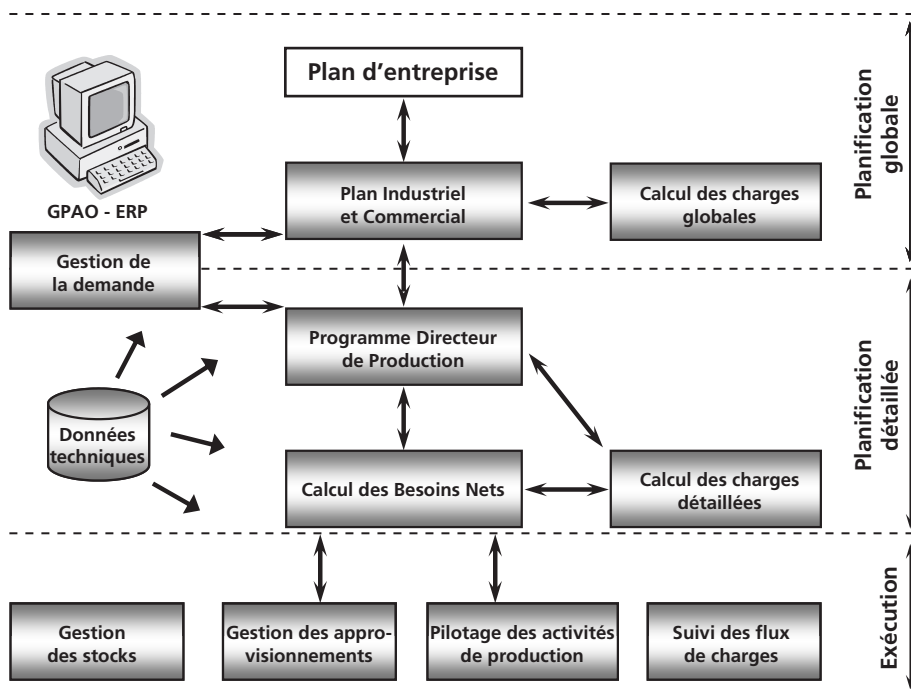 Plan d'entreprise
GPAO - ERP
Plan Industriel
et Commercial
Calcul des charges
globales
Planification
globale
Gestion de
la demande
Programme Directeur
de Production
Données
techniques
Calcul des Besoins Nets
Calcul des charges
détaillées
Planification
détaillée
Gestion
des stocks
Gestion des appro-
visionnements
Pilotage des activités
de production
Suivi des flux
de charges
Exécution